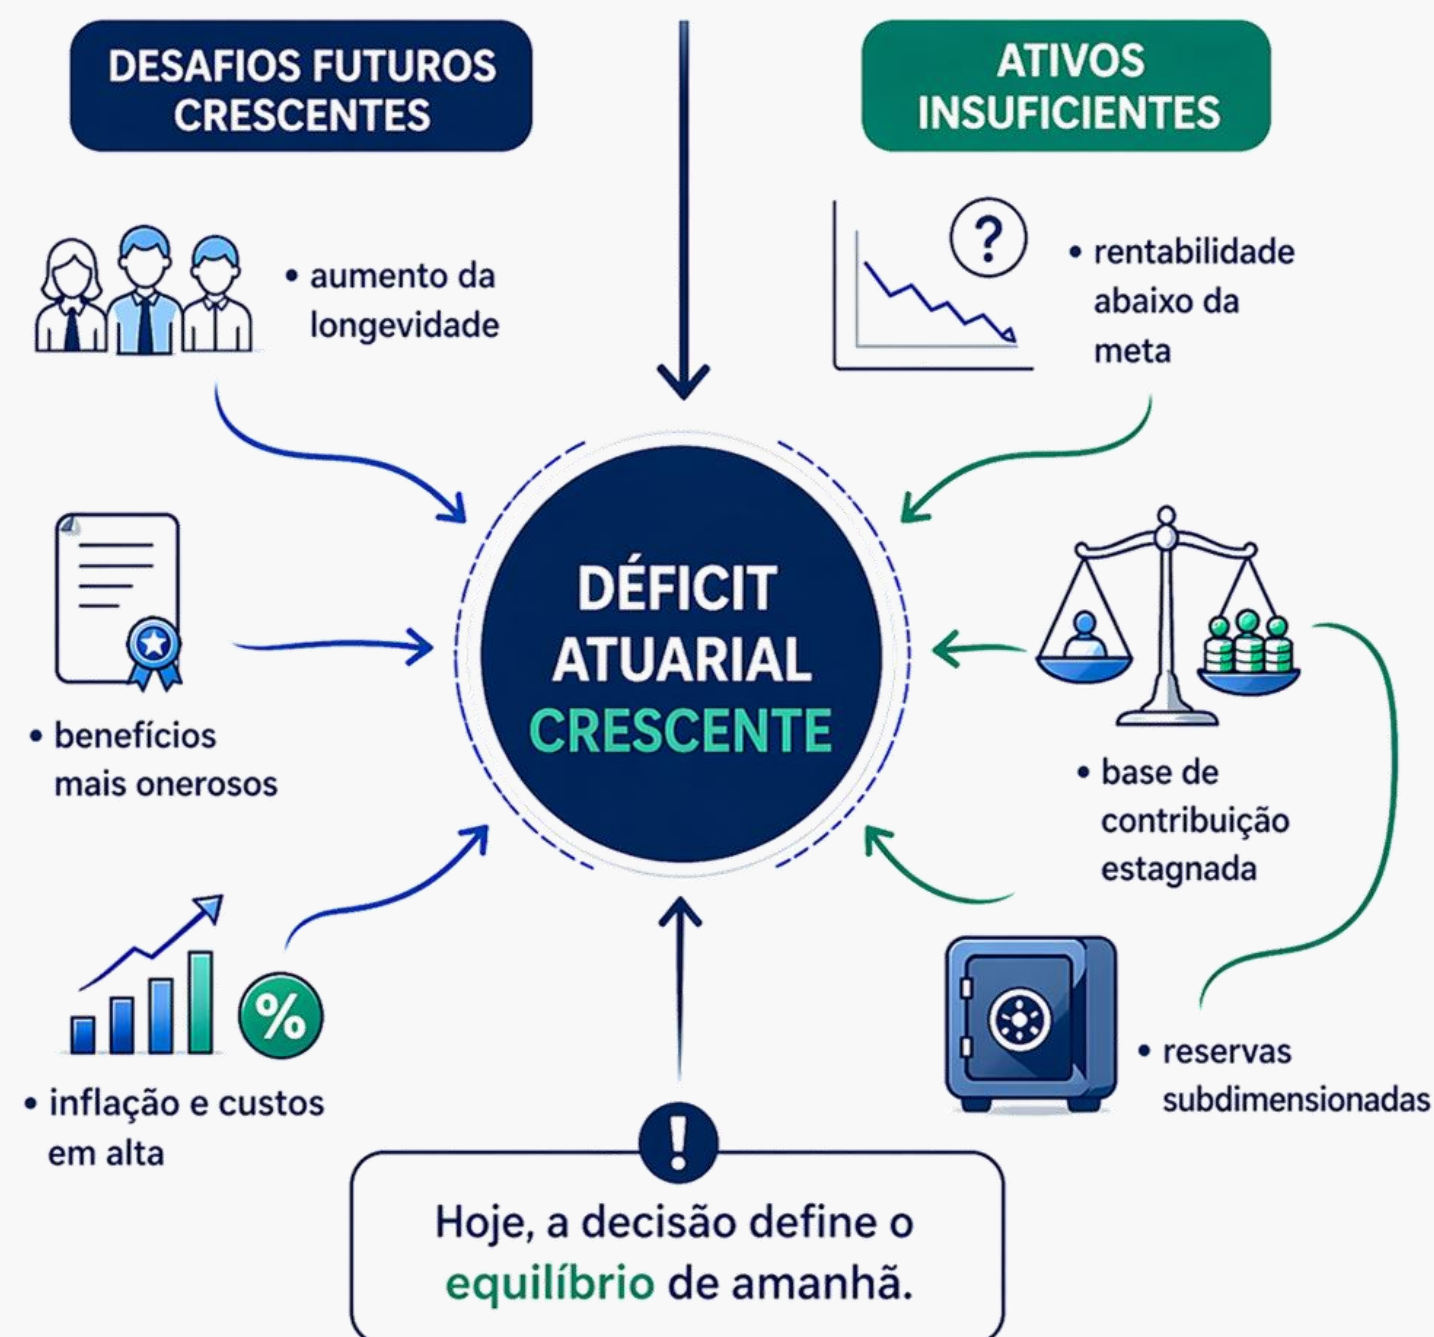 DESAFIOS FUTUROS
CRESCENTES
• aumento da
longevidade
• benefícios
mais onerosos
• inflação e custos
em alta
DÉFICIT
ATUARIAL
CRESCENTE
ATIVOS
INSUFICIENTES
?
• rentabilidade
abaixo da
meta
• base de
contribuição
estagnada
• reservas
subdimensionadas
%
!
Hoje, a decisão define o
equilíbrio de amanhã.